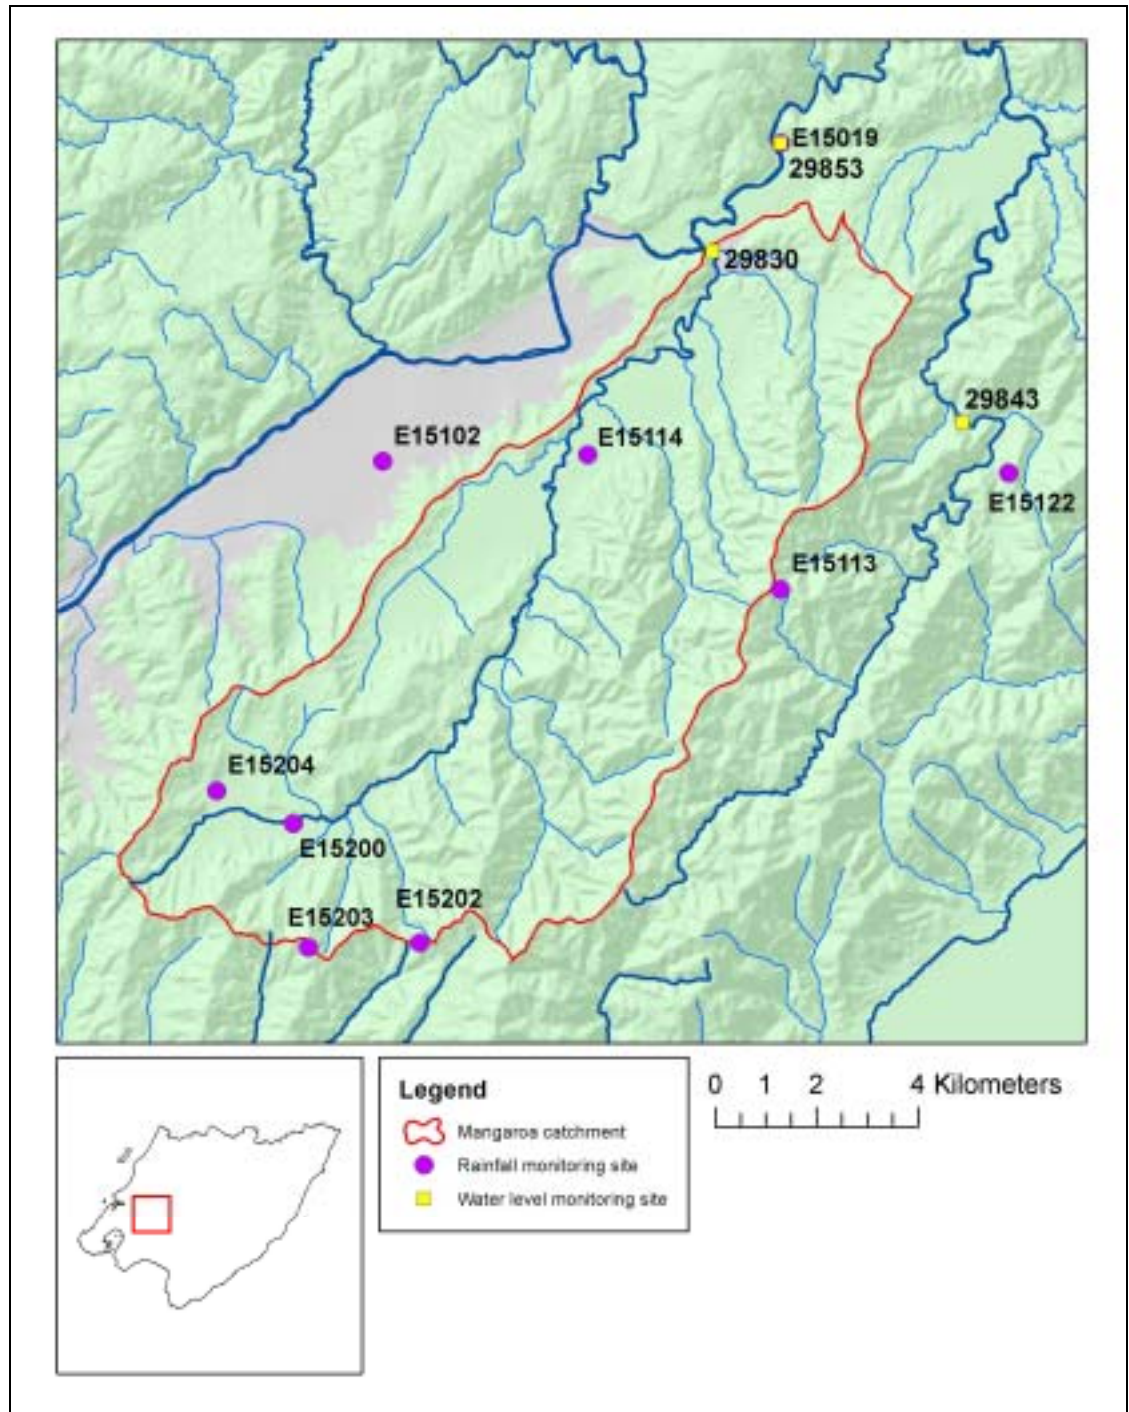 E15019
29853
29830
29843
E15102
E15114
E15122
E15113
E15204
E15200
E15202
E15203
Legend
Mangaroa catchment
Rainfall monitoring site
Water level monitoring site
0 1 2 4 Kilometers